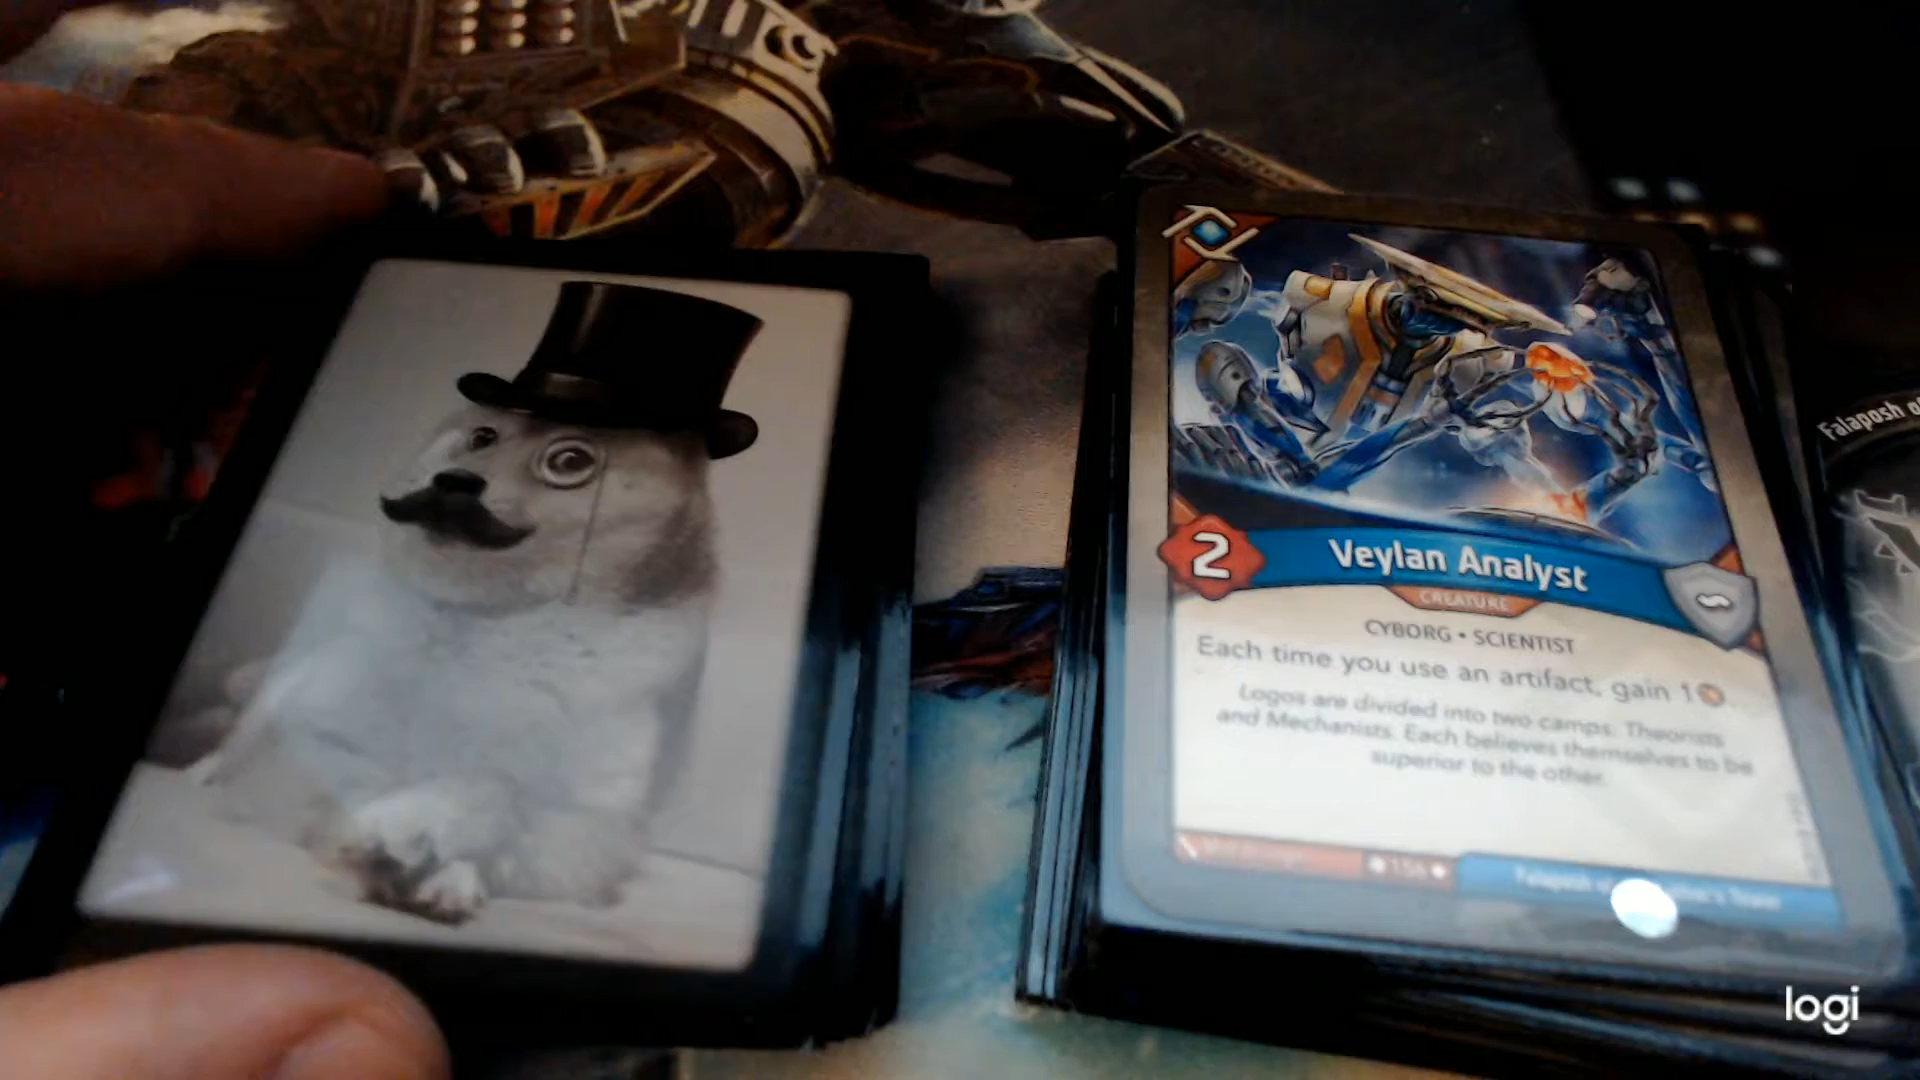 2
Veylan Analyst
CREATURE
CYBORG • SCIENTIST
Each time you use an artifact, gain 1
Logos are divided into two camps: Theorists
and Mechanists. Each believes themselves to be
superior to the other.
156
Falaposh
logi